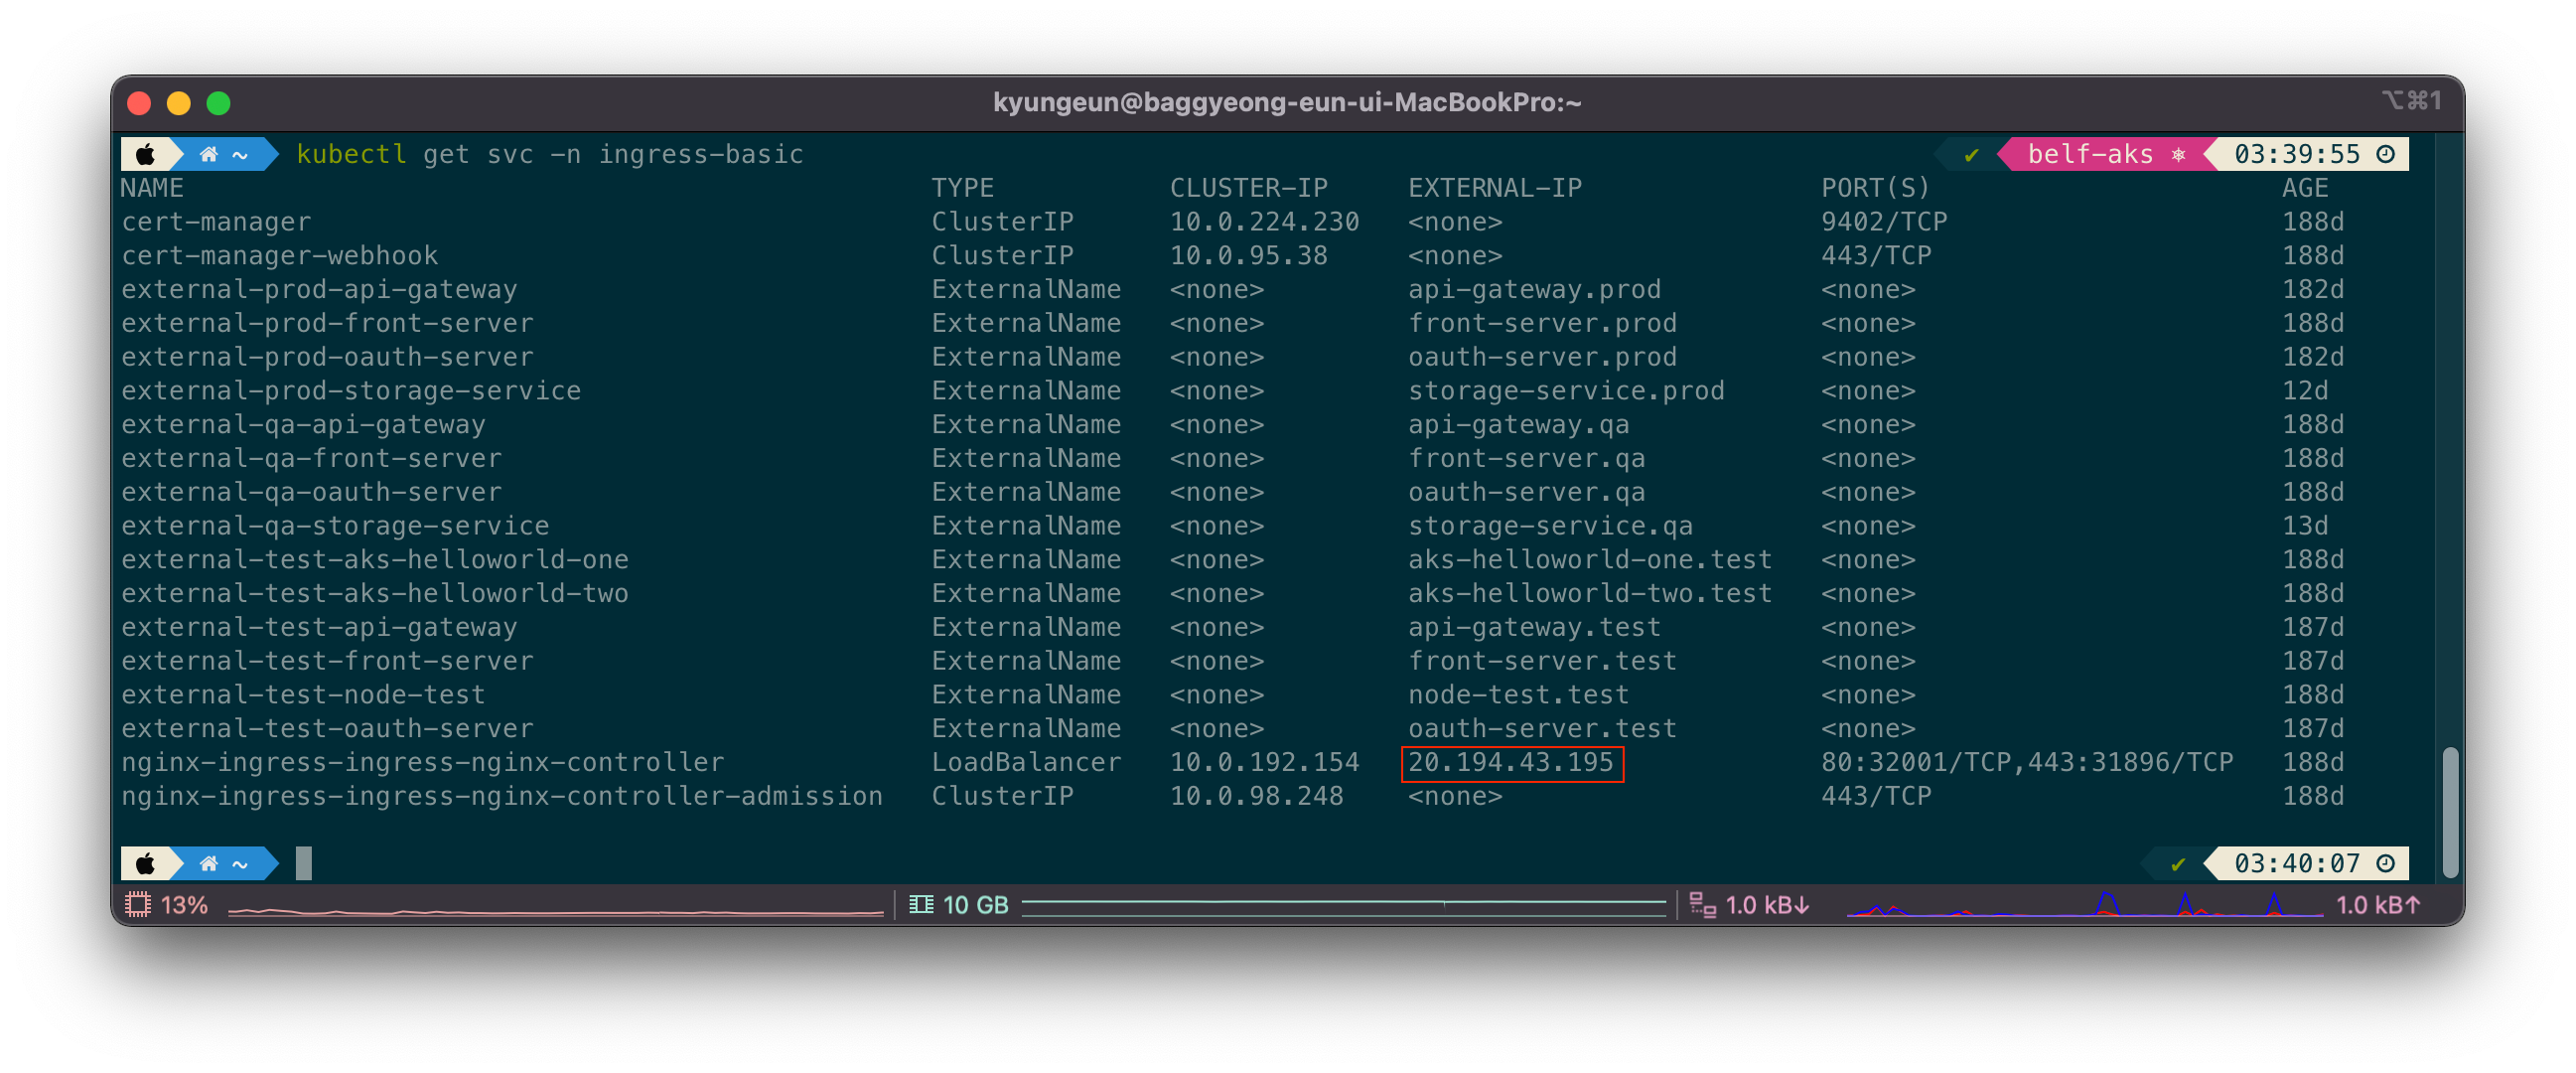 kyungeun@baggyeong-eun-ui-MacBookPro:~ ⌥⌘1
~ kubectl get svc -n ingress-basic ✔ belf-aks ⎈ 03:39:55
NAME TYPE CLUSTER-IP EXTERNAL-IP PORT(S) AGE
cert-manager ClusterIP 10.0.224.230 <none> 9402/TCP 188d
cert-manager-webhook ClusterIP 10.0.95.38 <none> 443/TCP 188d
external-prod-api-gateway ExternalName <none> api-gateway.prod <none> 182d
external-prod-front-server ExternalName <none> front-server.prod <none> 188d
external-prod-oauth-server ExternalName <none> oauth-server.prod <none> 182d
external-prod-storage-service ExternalName <none> storage-service.prod <none> 12d
external-qa-api-gateway ExternalName <none> api-gateway.qa <none> 188d
external-qa-front-server ExternalName <none> front-server.qa <none> 188d
external-qa-oauth-server ExternalName <none> oauth-server.qa <none> 188d
external-qa-storage-service ExternalName <none> storage-service.qa <none> 13d
external-test-aks-helloworld-one ExternalName <none> aks-helloworld-one.test <none> 188d
external-test-aks-helloworld-two ExternalName <none> aks-helloworld-two.test <none> 188d
external-test-api-gateway ExternalName <none> api-gateway.test <none> 187d
external-test-front-server ExternalName <none> front-server.test <none> 187d
external-test-node-test ExternalName <none> node-test.test <none> 188d
external-test-oauth-server ExternalName <none> oauth-server.test <none> 187d
nginx-ingress-ingress-nginx-controller LoadBalancer 10.0.192.154 20.194.43.195 80:32001/TCP,443:31896/TCP 188d
nginx-ingress-ingress-nginx-controller-admission ClusterIP 10.0.98.248 <none> 443/TCP 188d
~ ✔ 03:40:07
13% 10 GB 1.0 kB↓ 1.0 kB↑